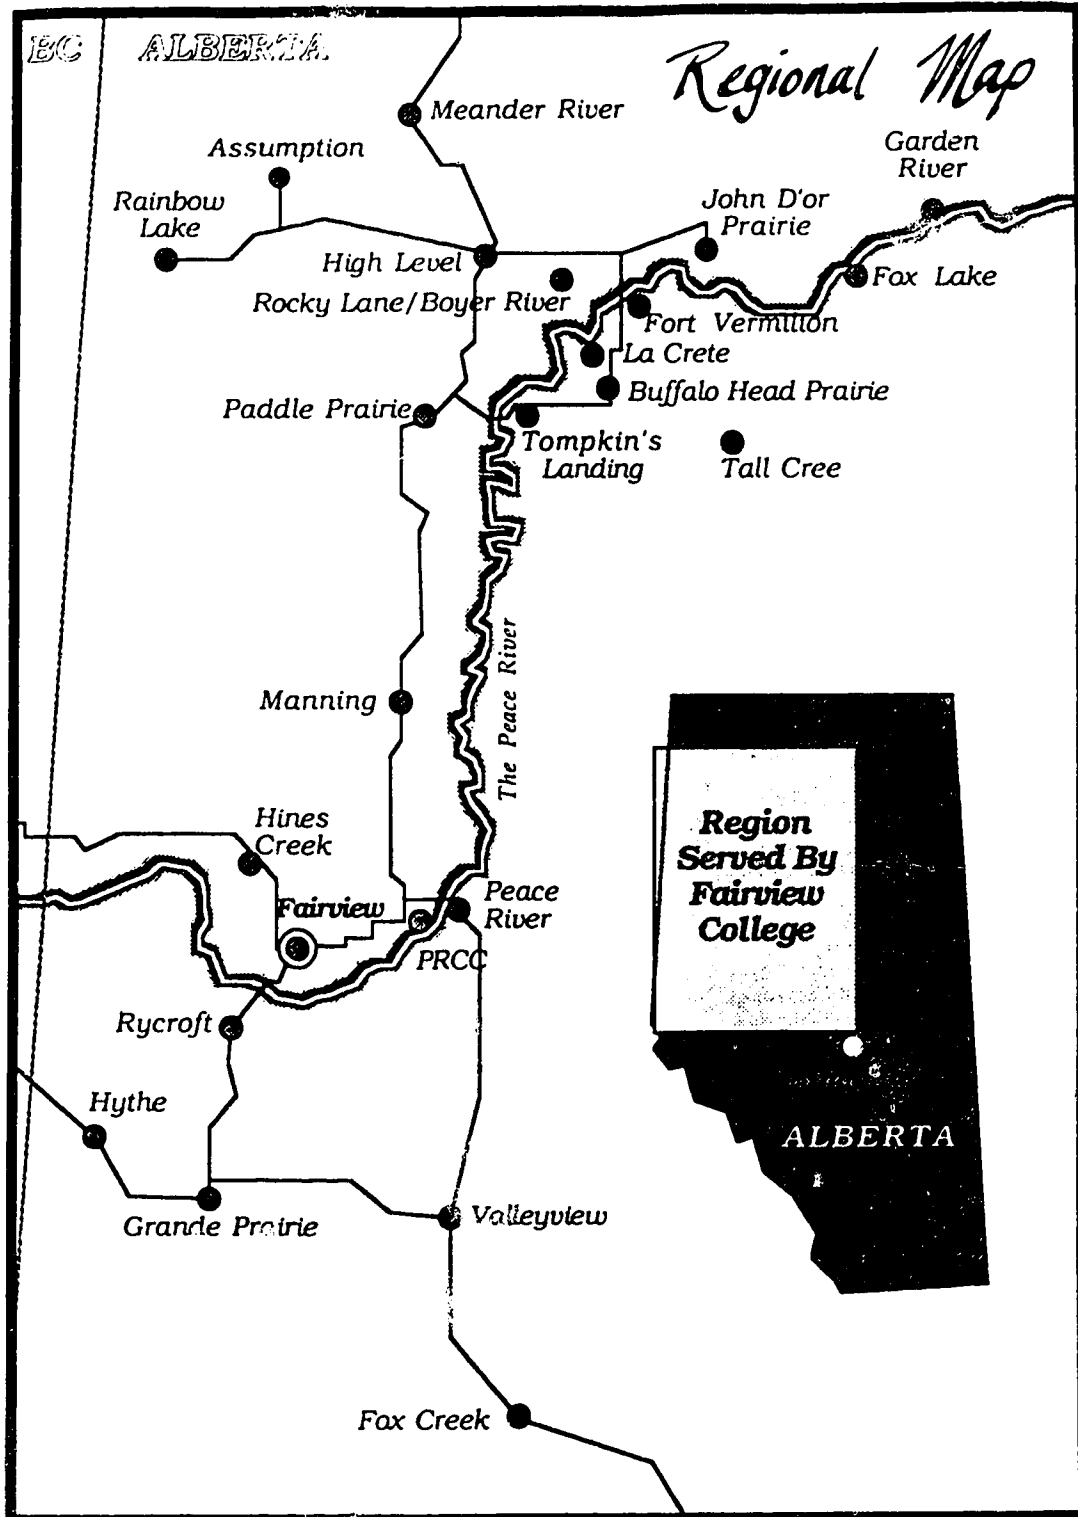 BC ALBERTA
Regional Map
Meander River
Assumption
Garden
River
Rainbow
Lake
John D'or
Prairie
High Level
Fox Lake
Rocky Lane/Boyer River
Fort Vermilion
La Crete
Buffalo Head Prairie
Paddle Prairie
Tompkin's
Landing
Tall Cree
The Peace River
Manning
Hines
Creek
Region
Served By
Fairview
College
Fairview
Peace
River
PRCC
Rycroft
Hythe
ALBERTA
Grande Prairie
Valleyview
Fox Creek